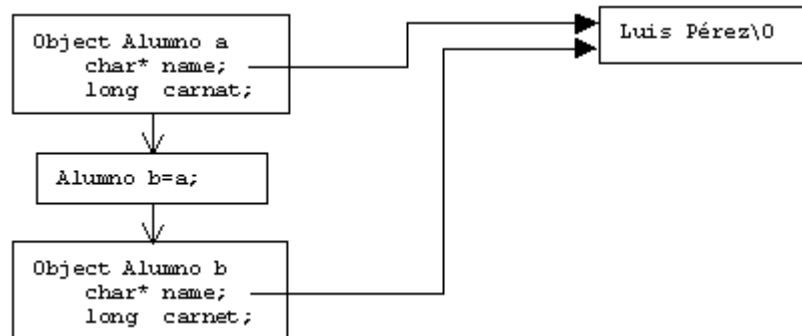 Object Alumno a
char* name;
long carnat;
Luis Pérez\0
Alumno b=a;
Object Alumno b
char* name;
long carnet;